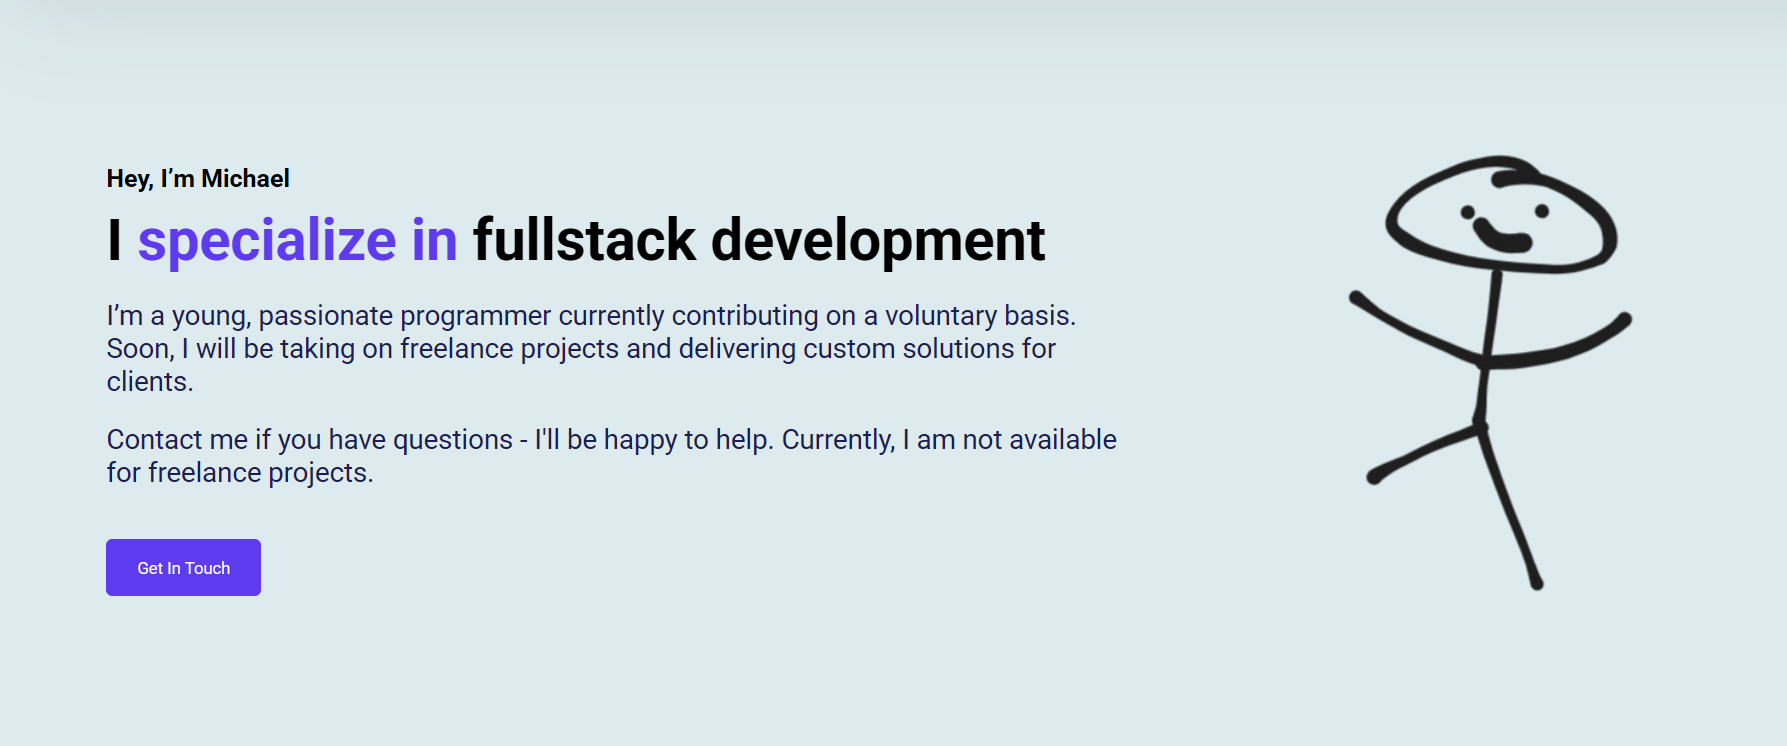 Hey, I’m Michael
I specialize in fullstack development
I’m a young, passionate programmer currently contributing on a voluntary basis.
Soon, I will be taking on freelance projects and delivering custom solutions for
clients.
Contact me if you have questions - I'll be happy to help. Currently, I am not available
for freelance projects.
Get In Touch